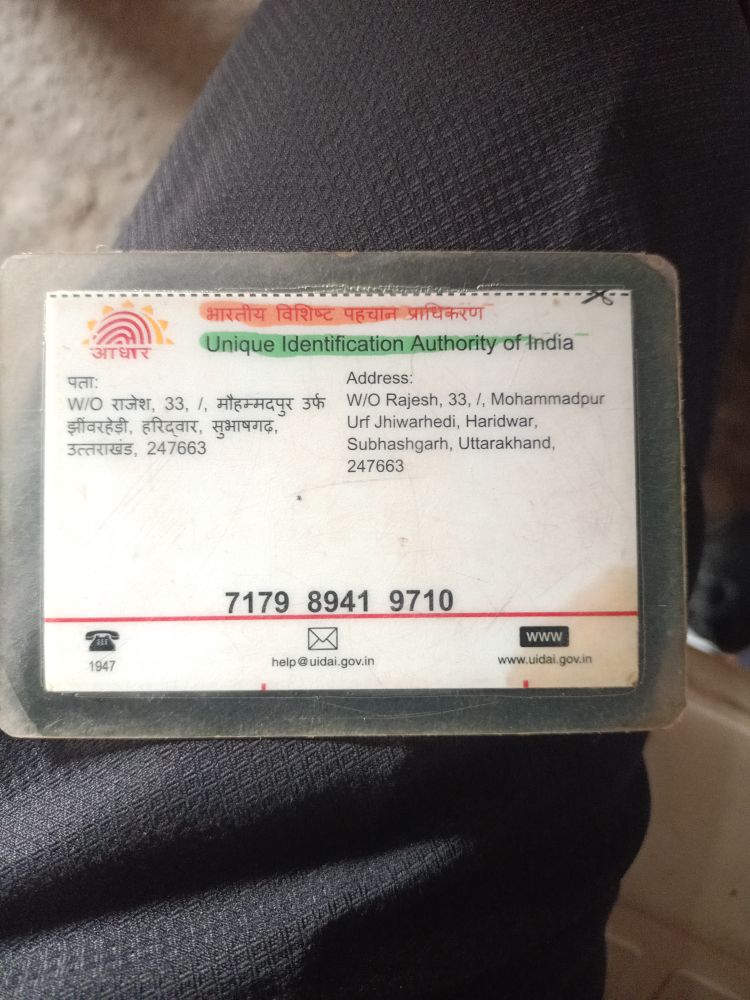 भारतीय विशिष्ट पहचान प्राधिकरण
Unique Identification Authority of India
आधार
पता:
W/O राजेश, 33, /, मौहम्मदपुर उर्फ
झींवरहेड़ी, हरिद्वार, सुभाषगढ़,
उत्तराखंड, 247663
Address:
W/O Rajesh, 33, /, Mohammadpur
Urf Jhiwarhedi, Haridwar,
Subhashgarh, Uttarakhand,
247663
7179 8941 9710
1947
help@uidai.gov.in
WWW
www.uidai.gov.in